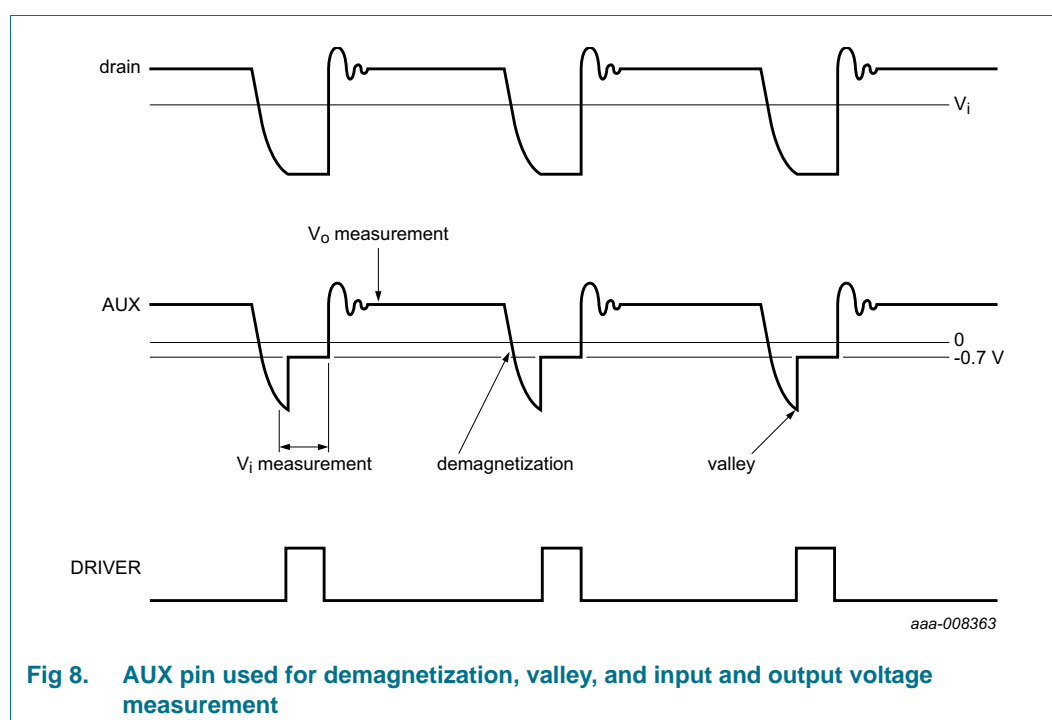 drain
Vi
Vo measurement
AUX
0
-0.7 V
Vi measurement
demagnetization
valley
DRIVER
aaa-008363
Fig 8. AUX pin used for demagnetization, valley, and input and output voltage
measurement